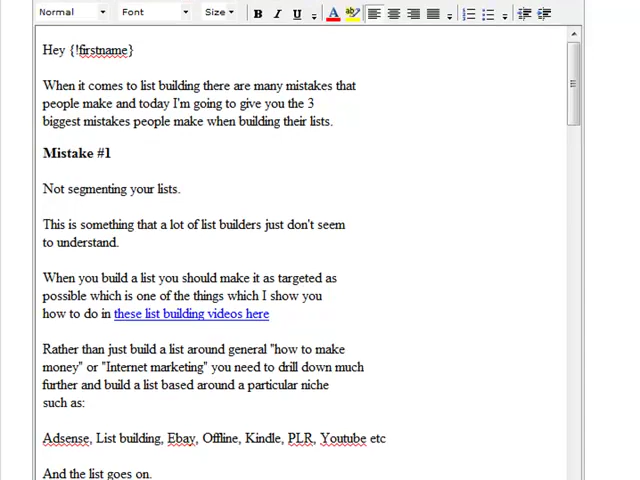 Normal Font Size B I U A
Hey {!firstname}
When it comes to list building there are many mistakes that
people make and today I'm going to give you the 3
biggest mistakes people make when building their lists.
Mistake #1
Not segmenting your lists.
This is something that a lot of list builders just don't seem
to understand.
When you build a list you should make it as targeted as
possible which is one of the things which I show you
how to do in these list building videos here
Rather than just build a list around general "how to make
money" or "Internet marketing" you need to drill down much
further and build a list based around a particular niche
such as:
Adsense, List building, Ebay, Offline, Kindle, PLR, Youtube etc
And the list goes on.